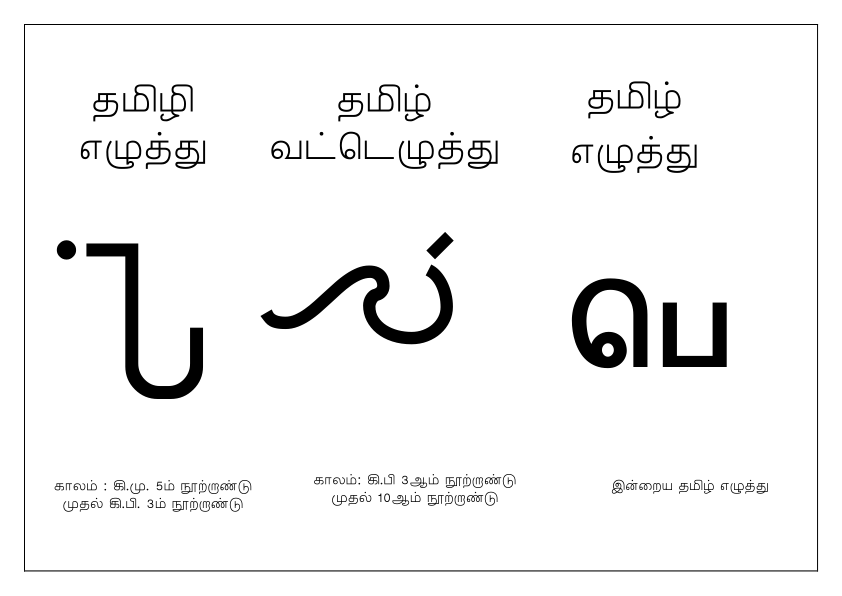 தமிழி
எழுத்து
தமிழ்
வட்டெழுத்து
தமிழ்
எழுத்து
பெ
காலம் : கி.மு. 5ம் நூற்றாண்டு
முதல் கி.பி. 3ம் நூற்றாண்டு
காலம்: கி.பி 3ஆம் நூற்றாண்டு
முதல் 10ஆம் நூற்றாண்டு
இன்றைய தமிழ் எழுத்து